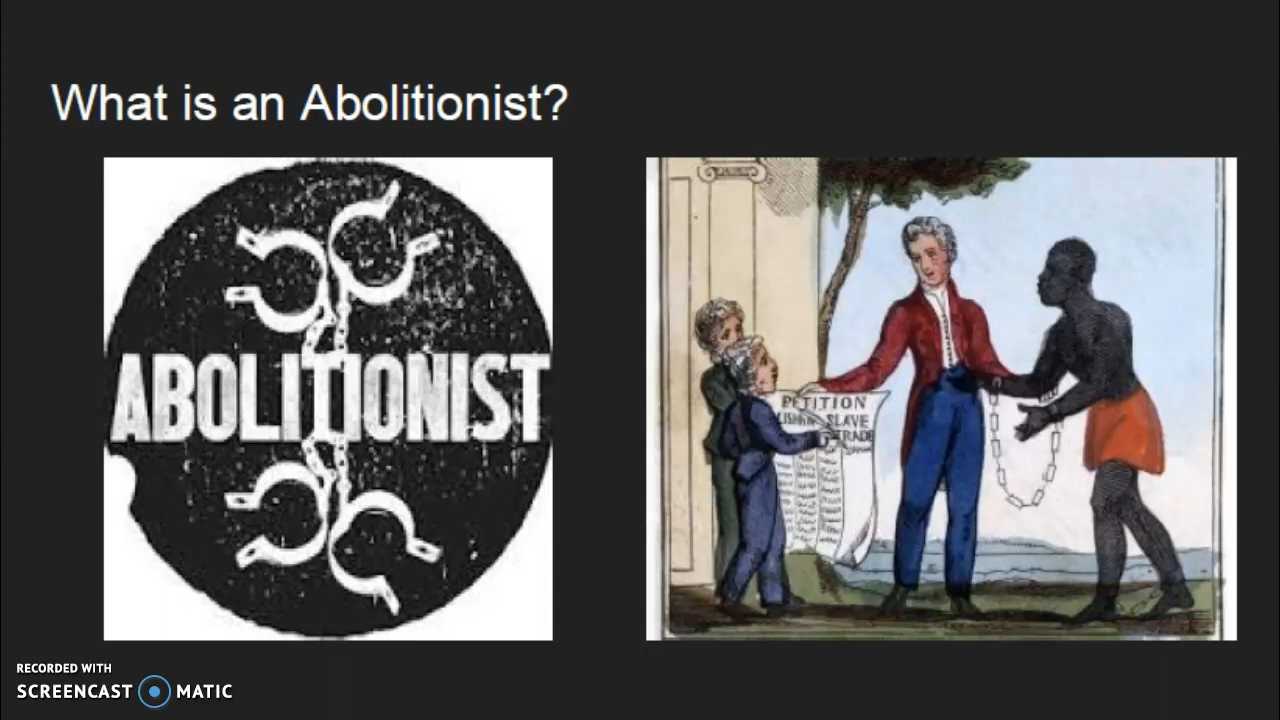 What is an Abolitionist?
ABOLITIONIST
PETITION
SLAVE
TRADE
RECORDED WITH
SCREENCAST MATIC